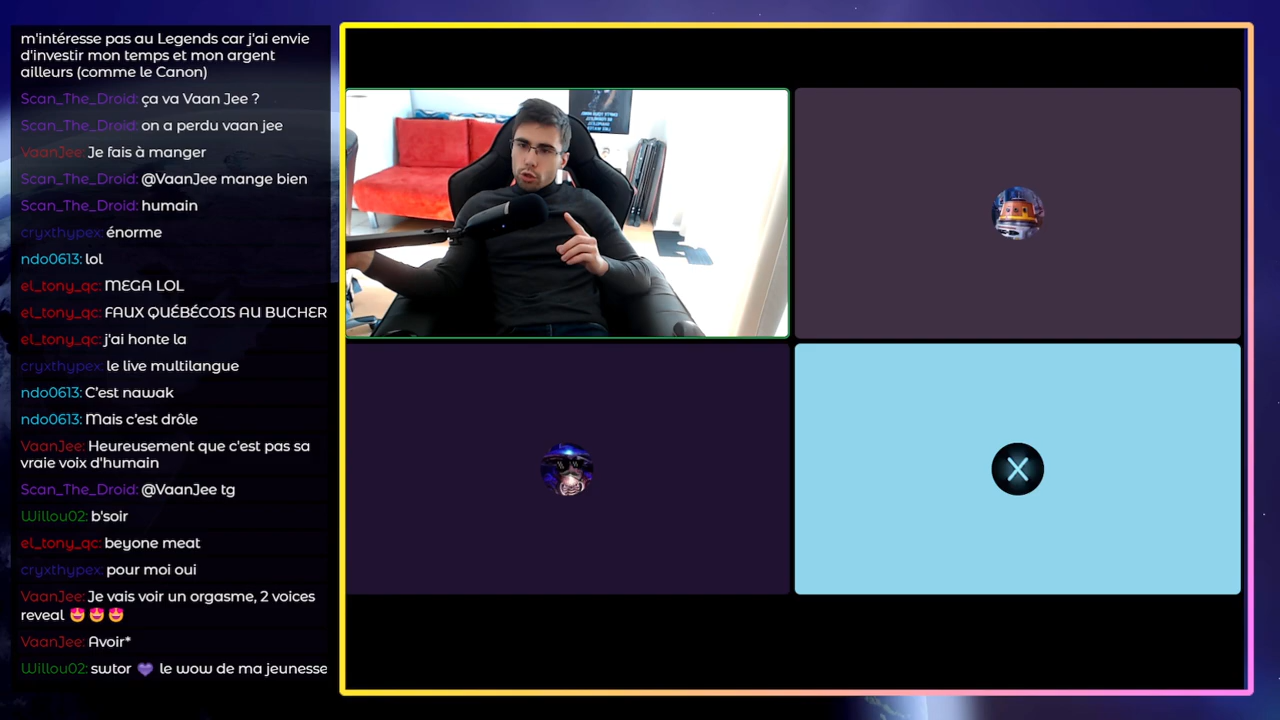 m'intéresse pas au Legends car j'ai envie
d'investir mon temps et mon argent
ailleurs (comme le Canon)
Scan_The_Droid: ça va Vaan Jee ?
Scan_The_Droid: on a perdu vaan jee
VaanJee: Je fais à manger
Scan_The_Droid: @VaanJee mange bien
Scan_The_Droid: humain
cryxthypex: énorme
ndo0613: lol
el_tony_qc: MEGA LOL
el_tony_qc: FAUX QUÉBÉCOIS AU BUCHER
el_tony_qc: j'ai honte la
cryxthypex: le live multilangue
ndo0613: C'est nawak
ndo0613: Mais c'est drôle
VaanJee: Heureusement que c'est pas sa
vraie voix d'humain
Scan_The_Droid: @VaanJee tg
Willou02: b'soir
el_tony_qc: beyone meat
cryxthypex: pour moi oui
VaanJee: Je vais voir un orgasme, 2 voices
reveal 🤩🤩🤩
VaanJee: Avoir*
Willou02: swtor 💜 le wow de ma jeunesse